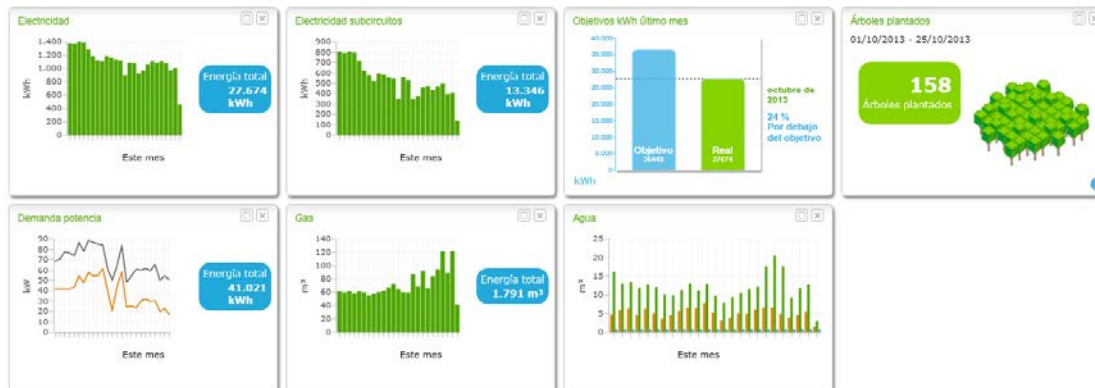 Electricidad
1.400
1.200
1.000
800
600
400
200
0
kWh
Energía total
27.674
kWh
Este mes
Electricidad subcircuitos
900
800
700
600
500
400
300
200
100
0
kWh
Energía total
13.346
kWh
Este mes
Objetivos kWh último mes
40.000
35.000
30.000
25.000
20.000
15.000
10.000
5.000
0
kWh
Objetivo
Real
27674
octubre de
2013
24 %
Por debajo
del objetivo
Árboles plantados
01/10/2013 - 25/10/2013
158
Árboles plantados
Demanda potencia
90
80
70
60
50
40
30
20
10
0
kW
Energía total
41.021
kWh
Este mes
Gas
140
120
100
80
60
40
20
0
m³
Energía total
1.791 m³
Este mes
Agua
25
20
15
10
5
0
m³
Este mes